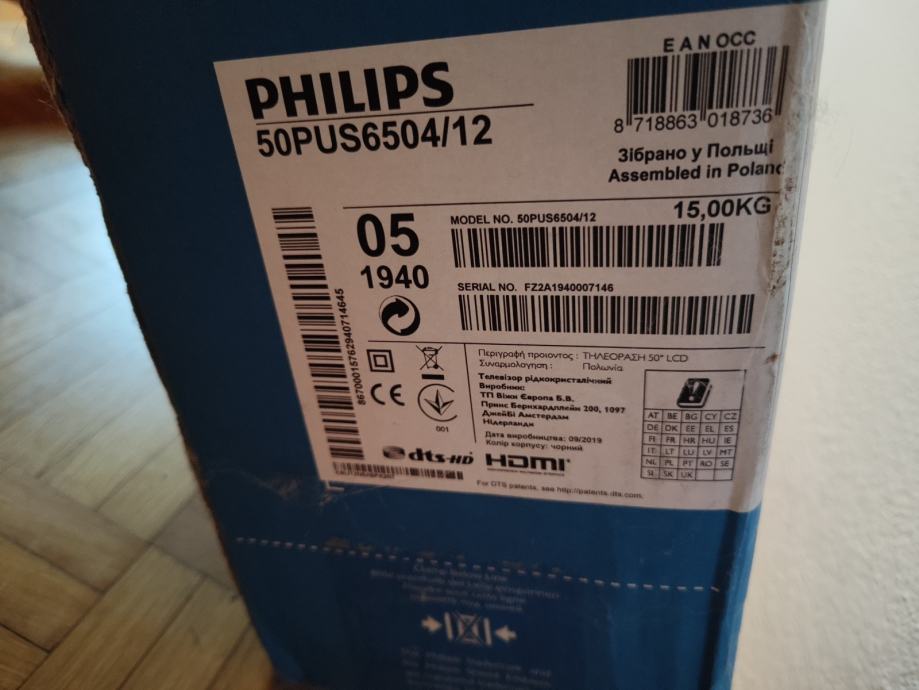 PHILIPS
50PUS6504/12
E A N OCC
8 718863 018736
Зібрано у Польщі
Assembled in Poland
15,00KG
05
1940
MODEL NO. 50PUS6504/12
SERIAL NO. FZ2A1940007146
8670001576294071464​5
Περιγραφή προιοντος : ΤΗΛΕΟΡΑΣΗ 50" LCD
Συναρμολογηση : Πολωνία
Телевізор рідкокристалічний
Виробник:
ТП Віжн Європа Б.В.
Принс Бернхардплейн 200, 1097
ДжейБі Амстердам
Нідерланди
Дата виробництва: 09/2019
Колір корпусу: чорний
CE
001
AT BE BG CY CZ
DE DK EE EL ES
FI FR HR HU IE
IT LT LU LV MT
NL PL PT RO SE
SL SK UK
dts-HD HDMI
For DTS patents, see http://patents.dts.com.